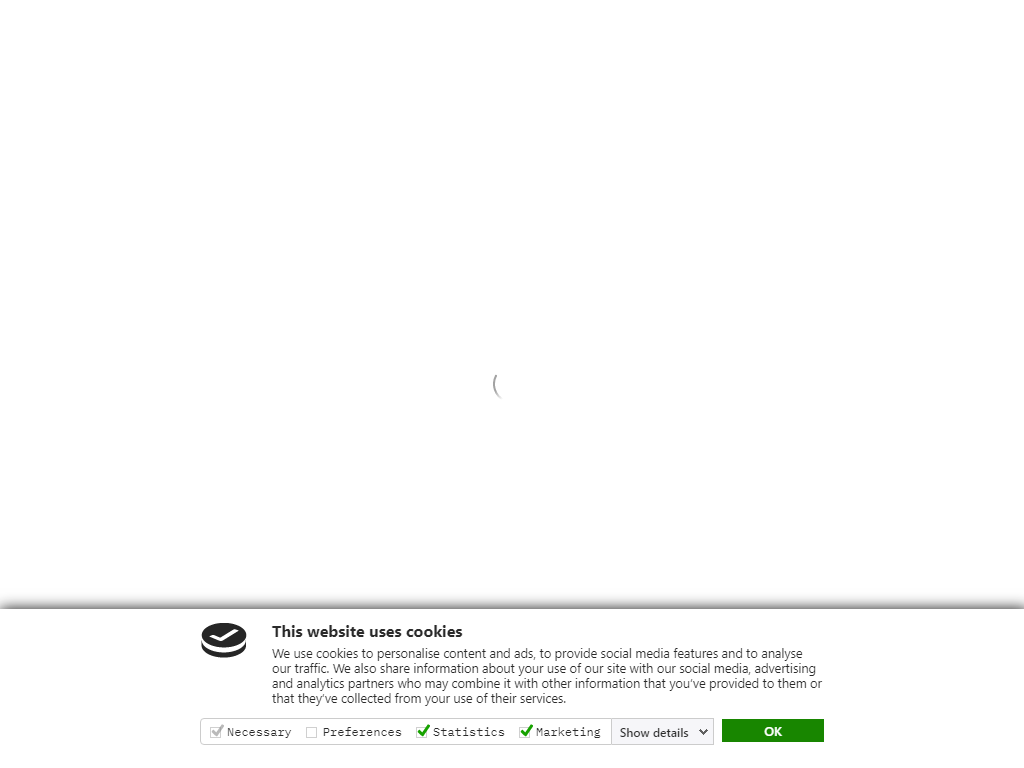 This website uses cookies
We use cookies to personalise content and ads, to provide social media features and to analyse
our traffic. We also share information about your use of our site with our social media, advertising
and analytics partners who may combine it with other information that you've provided to them or
that they've collected from your use of their services.
Necessary Preferences Statistics Marketing Show details OK